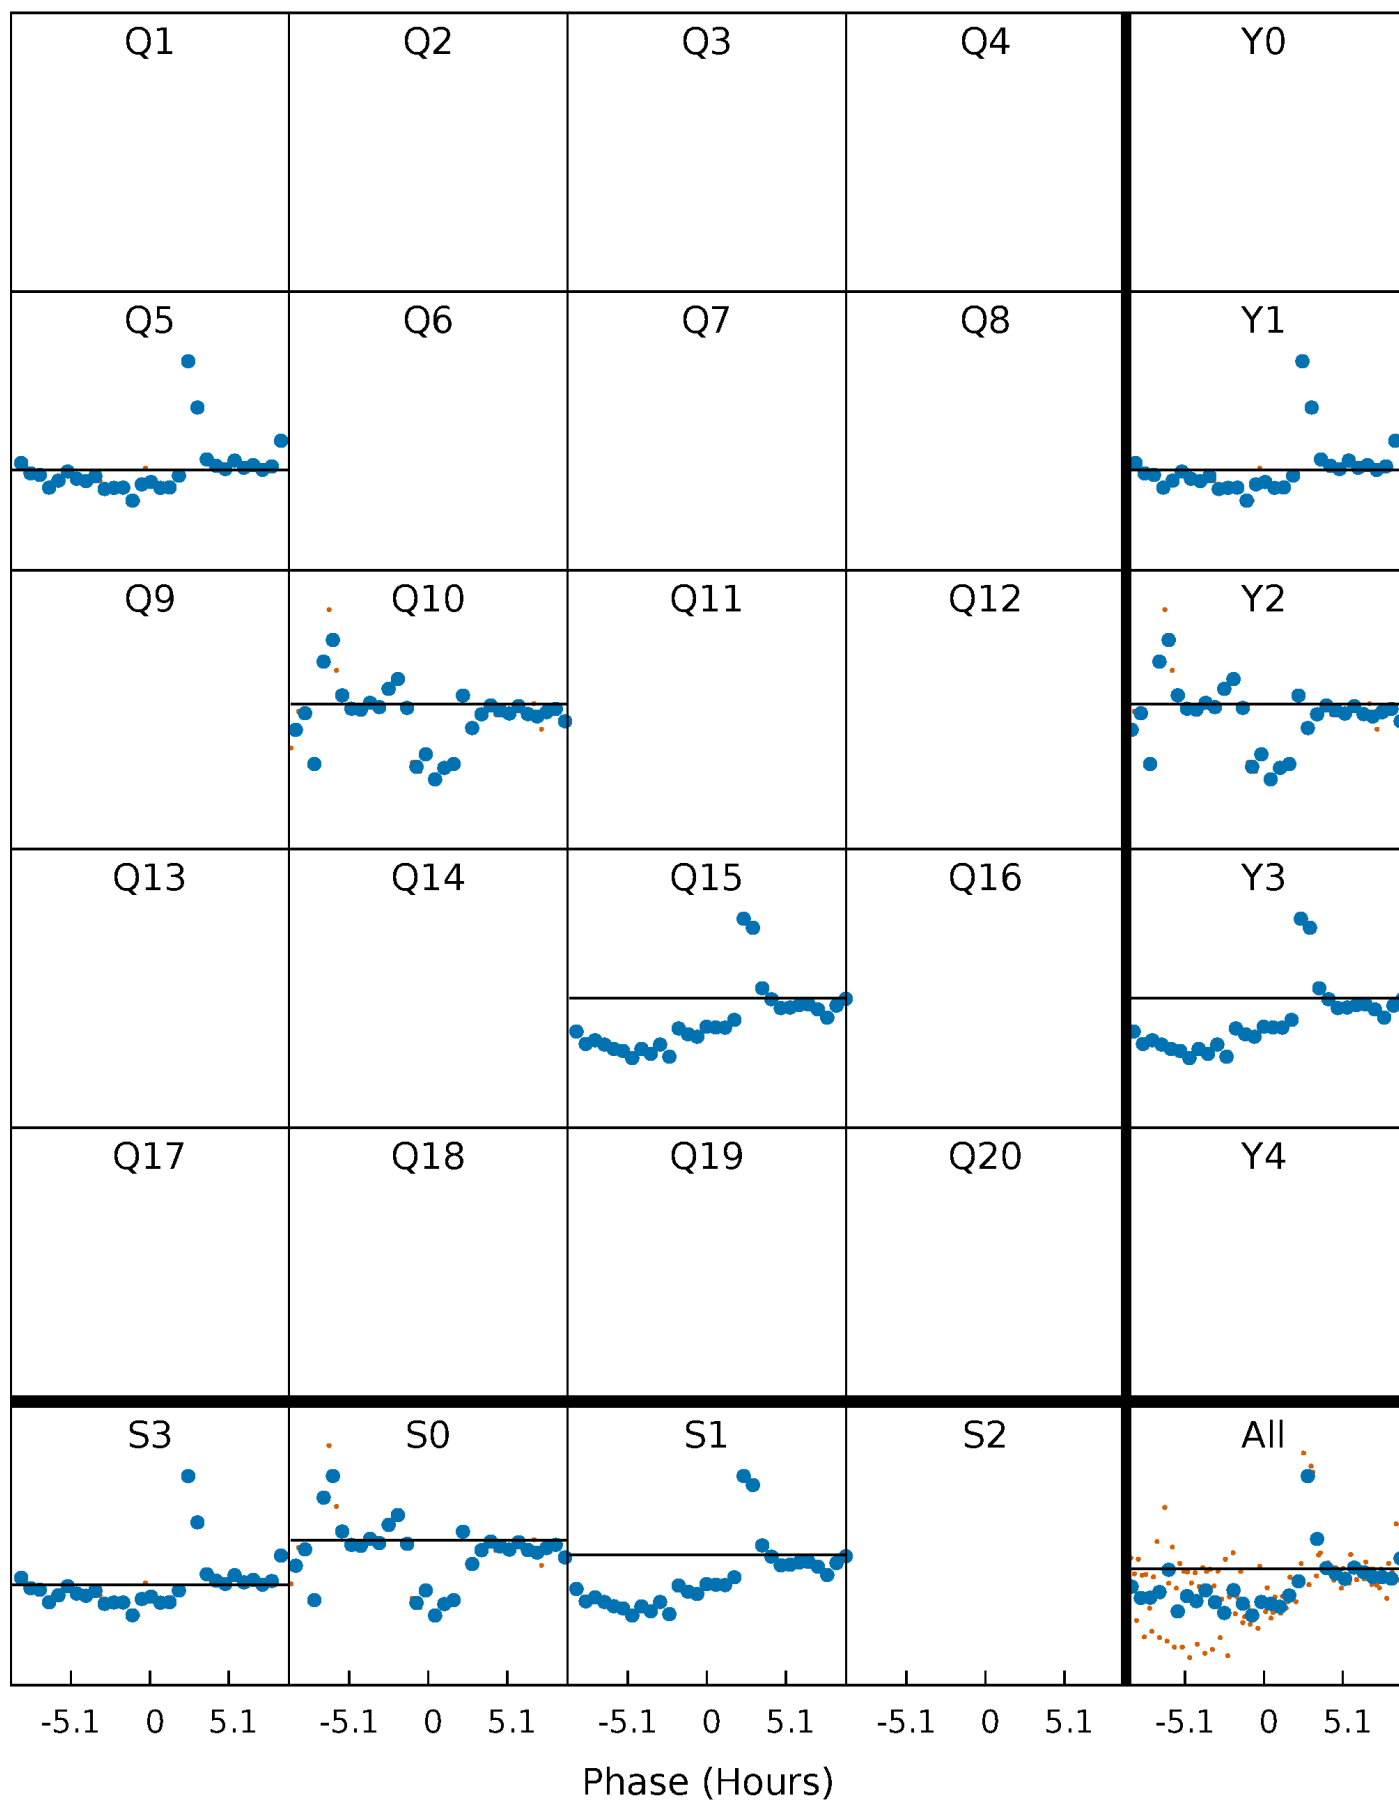 Q1 Q2 Q3 Q4 Y0
Q5 Q6 Q7 Q8 Y1
Q9 Q10 Q11 Q12 Y2
Q13 Q14 Q15 Q16 Y3
Q17 Q18 Q19 Q20 Y4
S3 S0 S1 S2 All
-5.1 0 5.1 -5.1 0 5.1 -5.1 0 5.1 -5.1 0 5.1 -5.1 0 5.1
Phase (Hours)